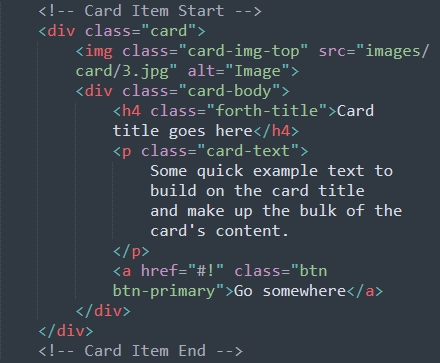 <!-- Card Item Start -->
<div class="card">
<img class="card-img-top" src="images/
card/3.jpg" alt="Image">
<div class="card-body">
<h4 class="forth-title">Card
title goes here</h4>
<p class="card-text">
Some quick example text to
build on the card title
and make up the bulk of the
card's content.
</p>
<a href="#!" class="btn
btn-primary">Go somewhere</a>
</div>
</div>
<!-- Card Item End -->